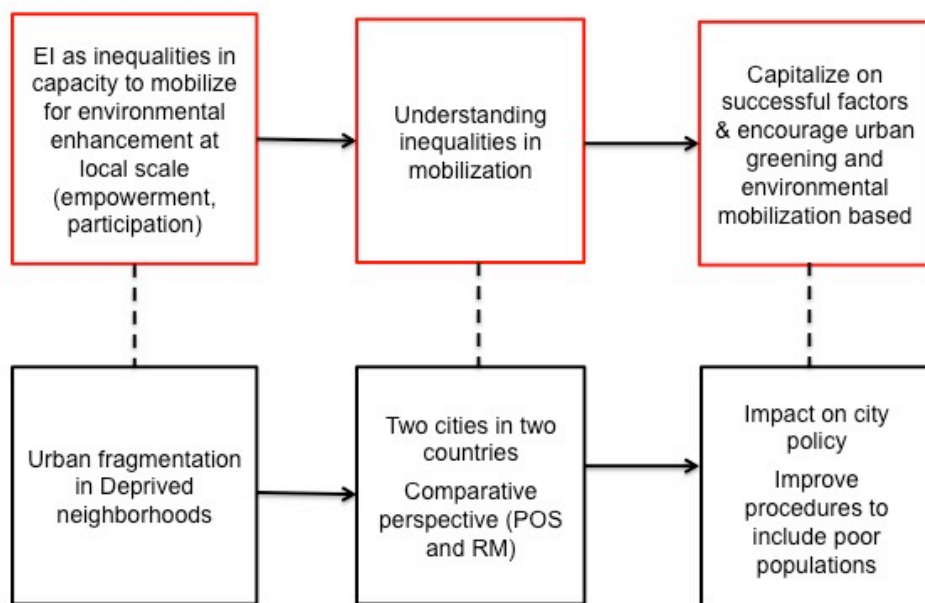 EI as inequalities in
capacity to mobilize
for environmental
enhancement at
local scale
(empowerment,
participation)
Understanding
inequalities in
mobilization
Capitalize on
successful factors
& encourage urban
greening and
environmental
mobilization based
Urban fragmentation
in Deprived
neighborhoods
Two cities in two
countries
Comparative
perspective (POS
and RM)
Impact on city
policy
Improve
procedures to
include poor
populations